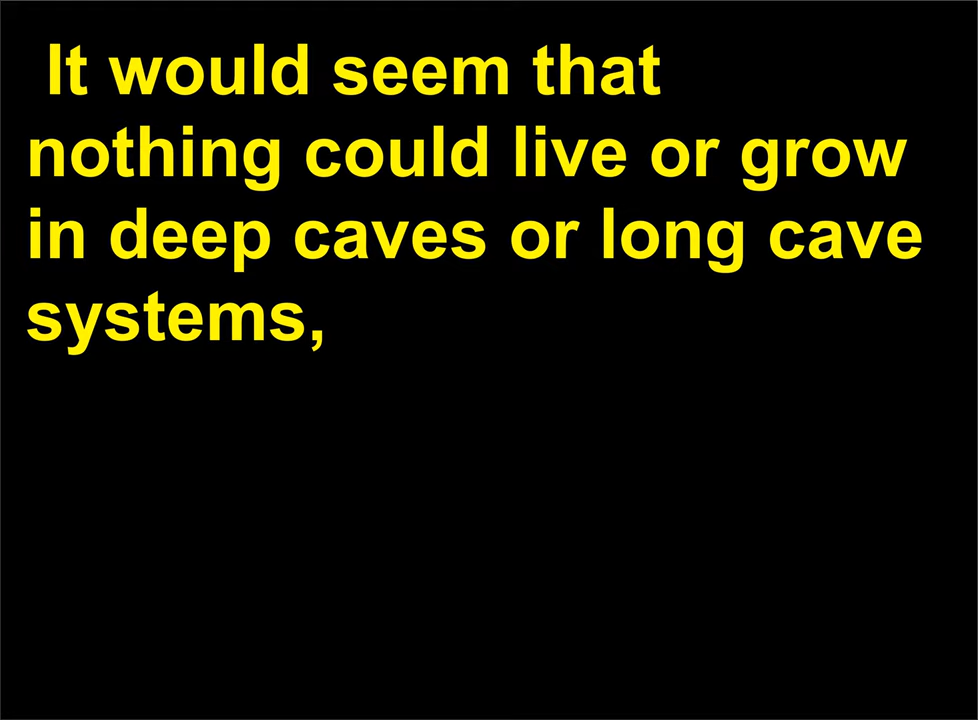 It would seem that
nothing could live or grow
in deep caves or long cave
systems,